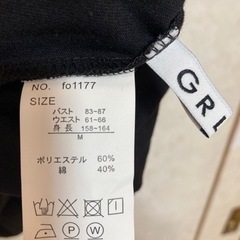 NO. fo1177
SIZE
バスト 83-87
ウエスト 61-66
身長 158-164
M
ポリエステル 60%
綿 40%
GRL